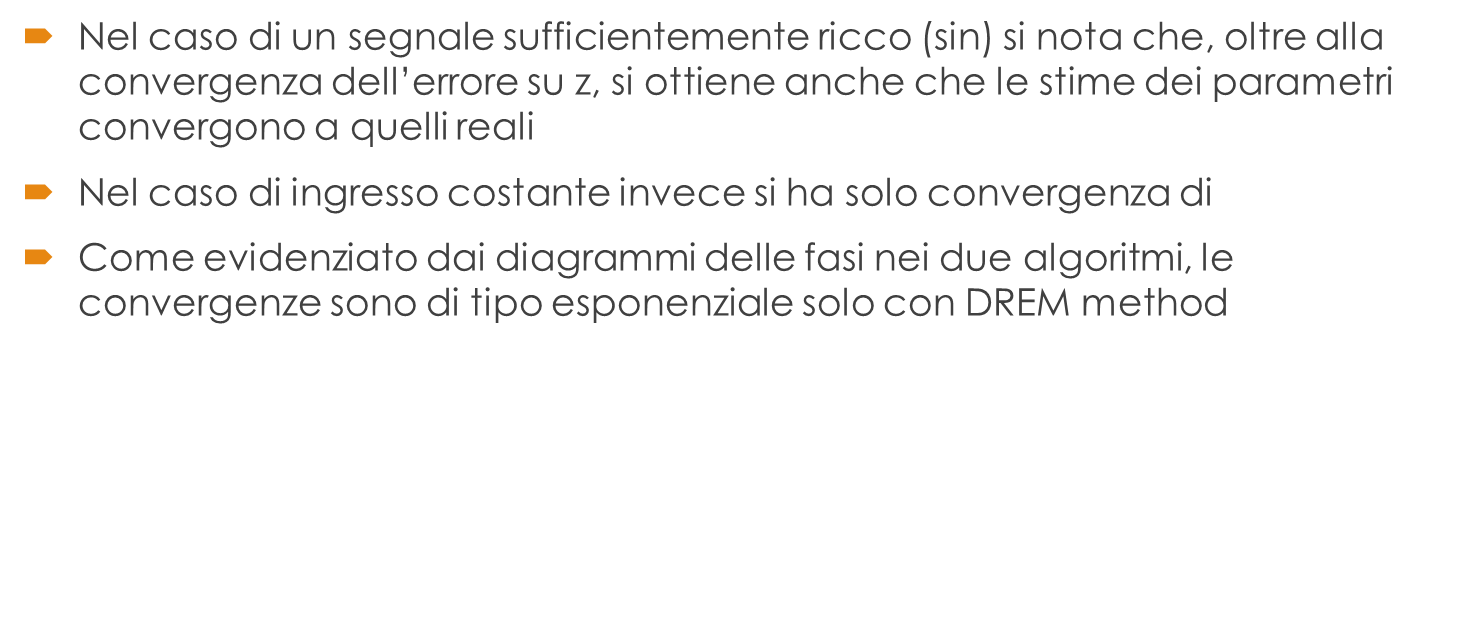 Nel caso di un segnale sufficientemente ricco (sin) si nota che, oltre alla
convergenza dell’errore su z, si ottiene anche che le stime dei parametri
convergono a quelli reali
Nel caso di ingresso costante invece si ha solo convergenza di
Come evidenziato dai diagrammi delle fasi nei due algoritmi, le
convergenze sono di tipo esponenziale solo con DREM method